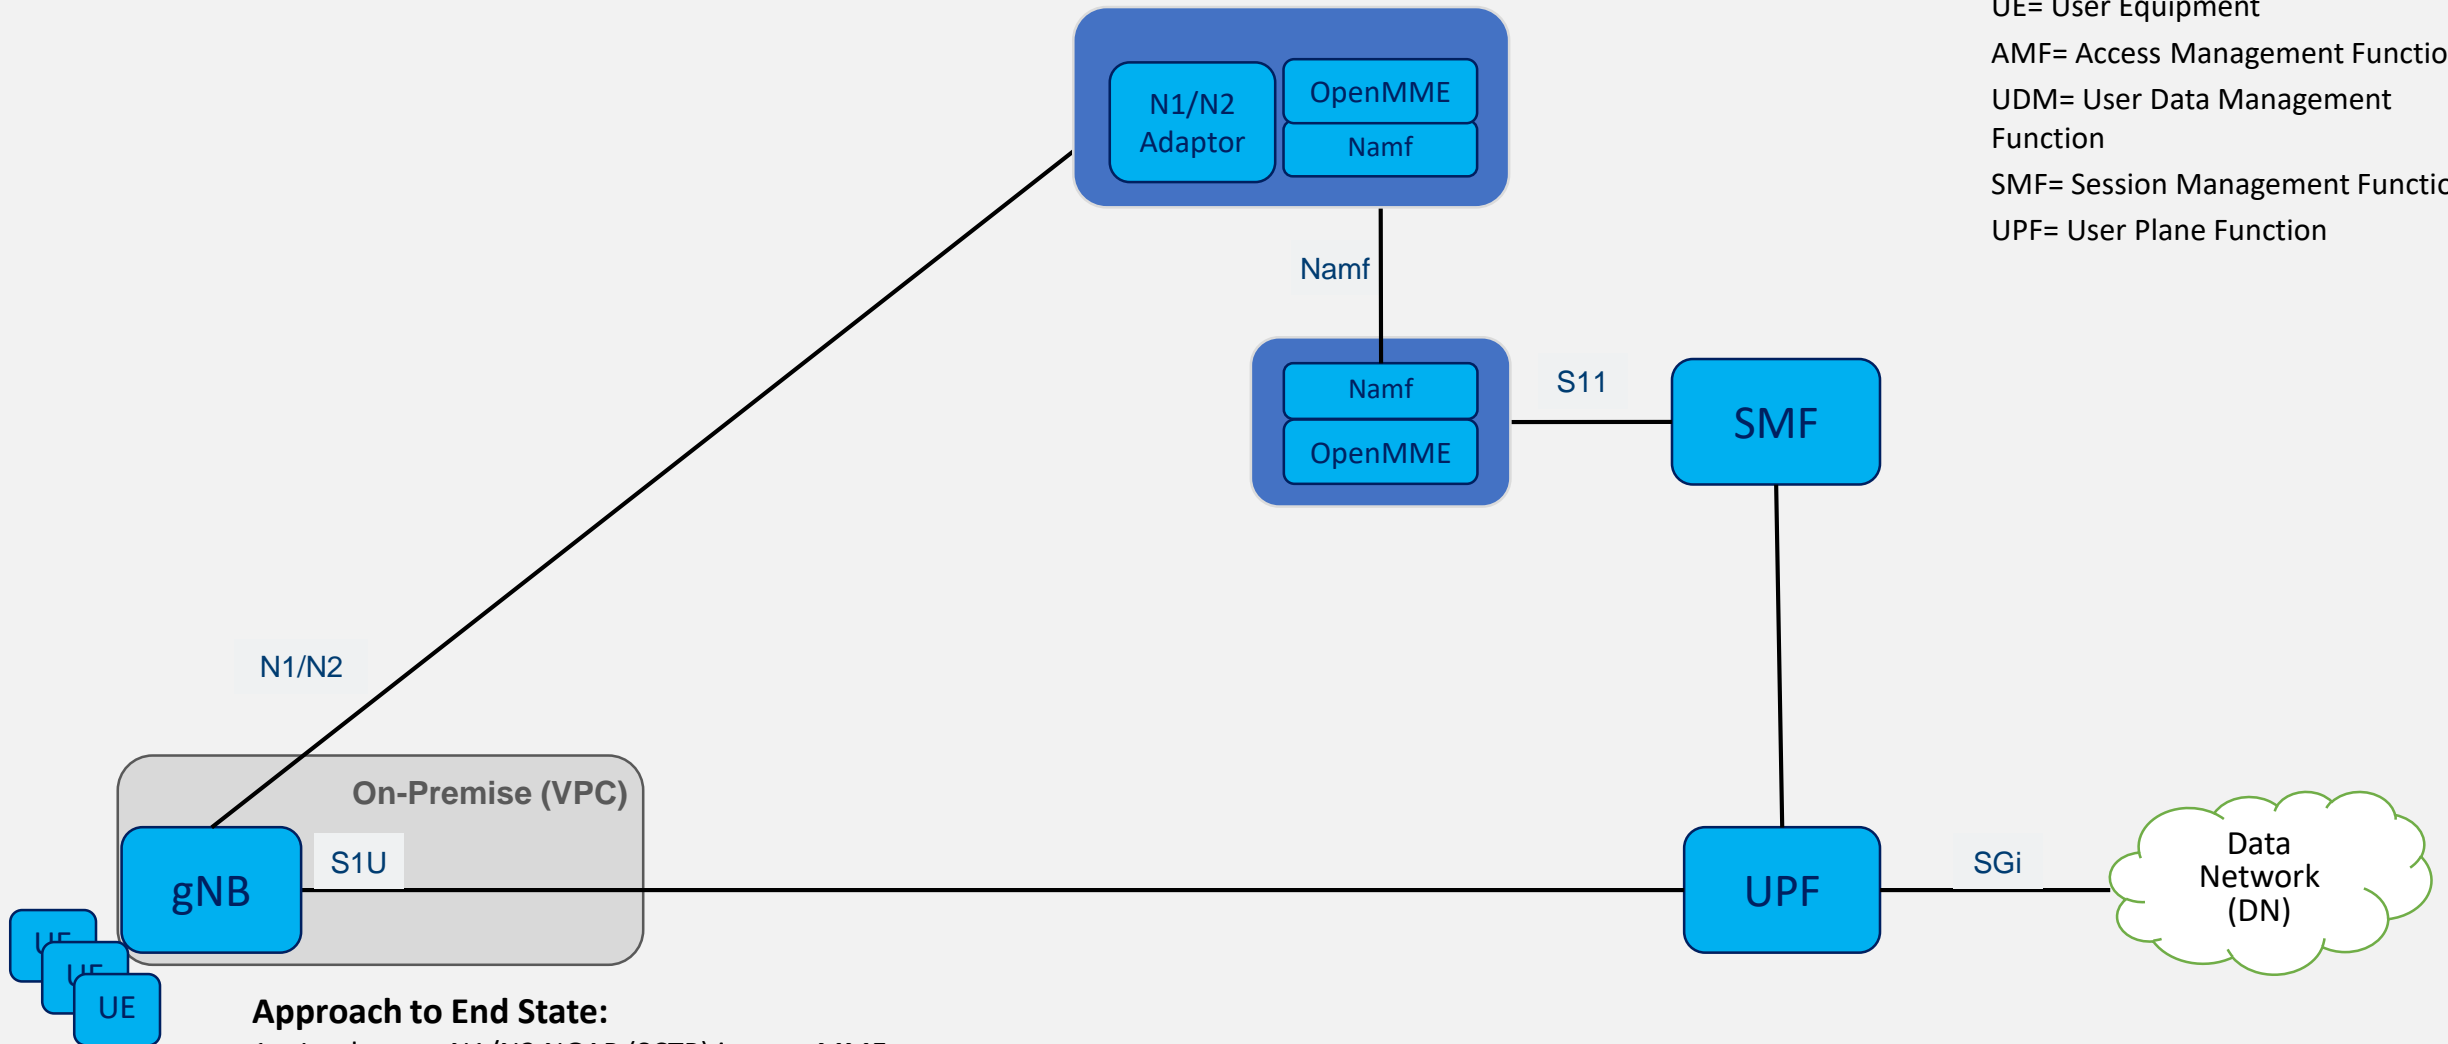 UE= User Equipment
AMF= Access Management Functio
UDM= User Data Management
Function
SMF= Session Management Functio
UPF= User Plane Function
N1/N2
Adaptor
OpenMME
Namf
Namf
Namf
OpenMME
S11
SMF
N1/N2
On-Premise (VPC)
gNB
S1U
UPF
SGi
Data
Network
(DN)
UE
UE
UE
Approach to End State: